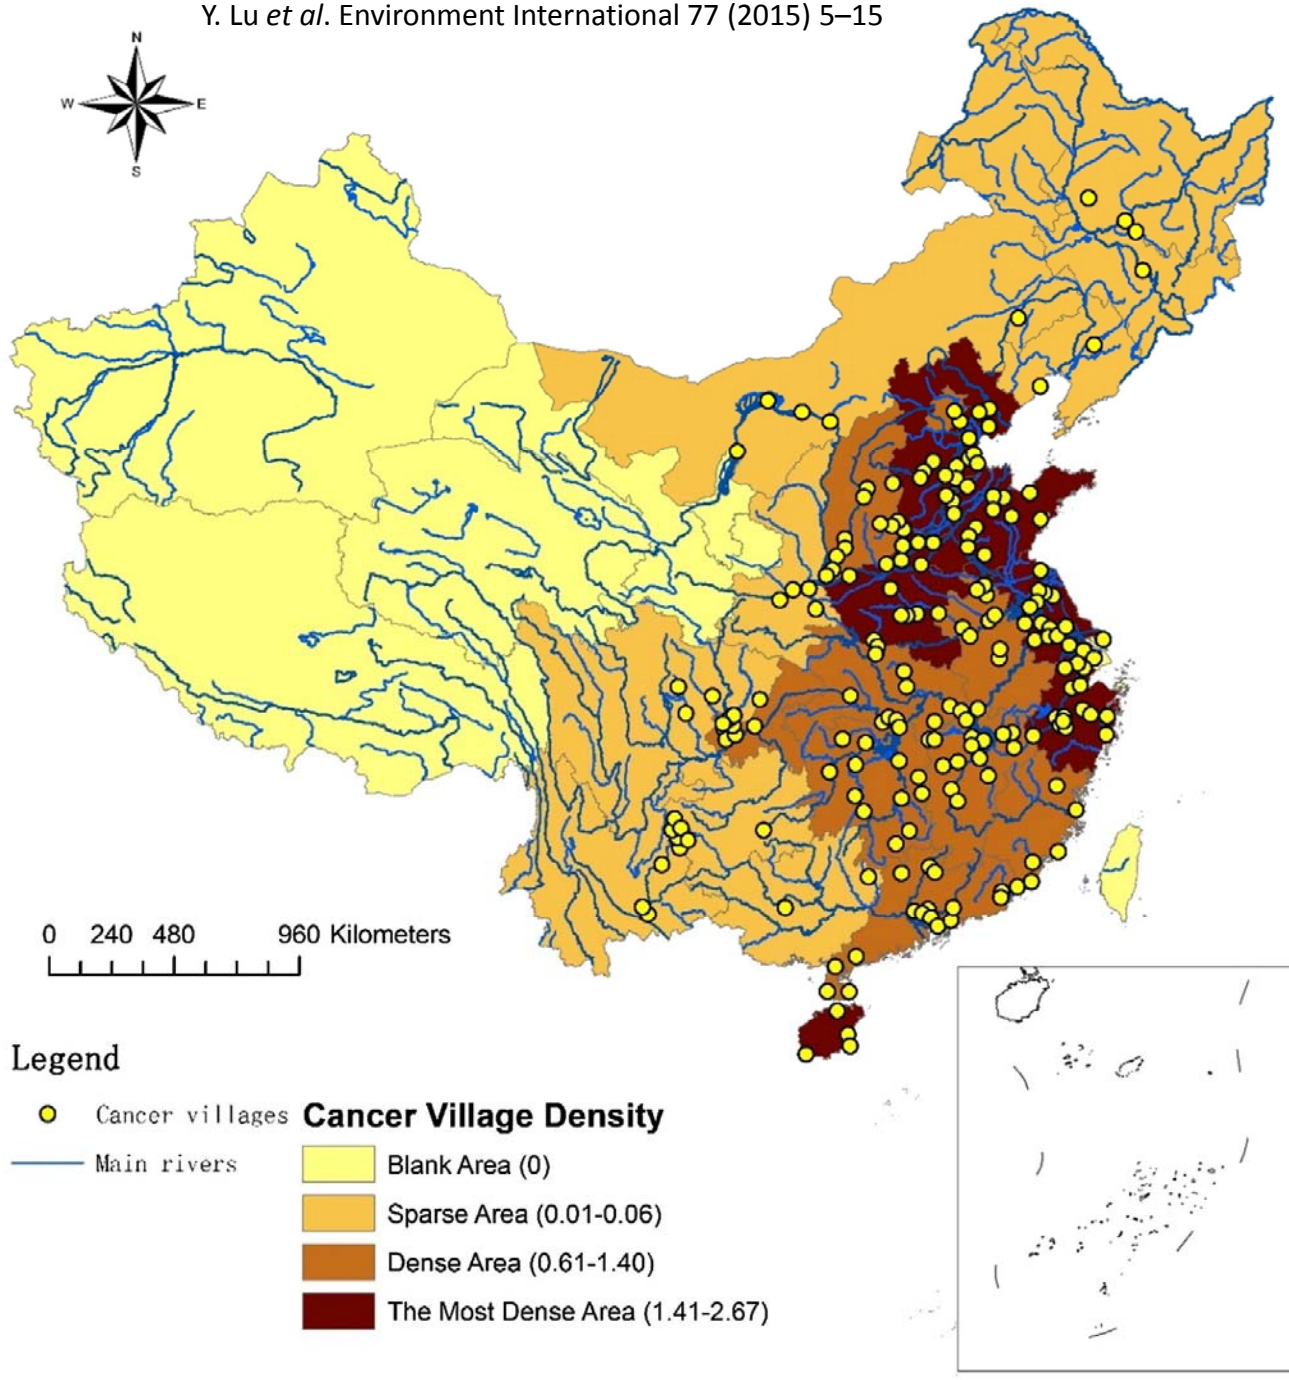 Y. Lu et al. Environment International 77 (2015) 5–15
N
W E
S
0 240 480 960 Kilometers
Legend
Cancer villages
Main rivers
Cancer Village Density
Blank Area (0)
Sparse Area (0.01-0.06)
Dense Area (0.61-1.40)
The Most Dense Area (1.41-2.67)